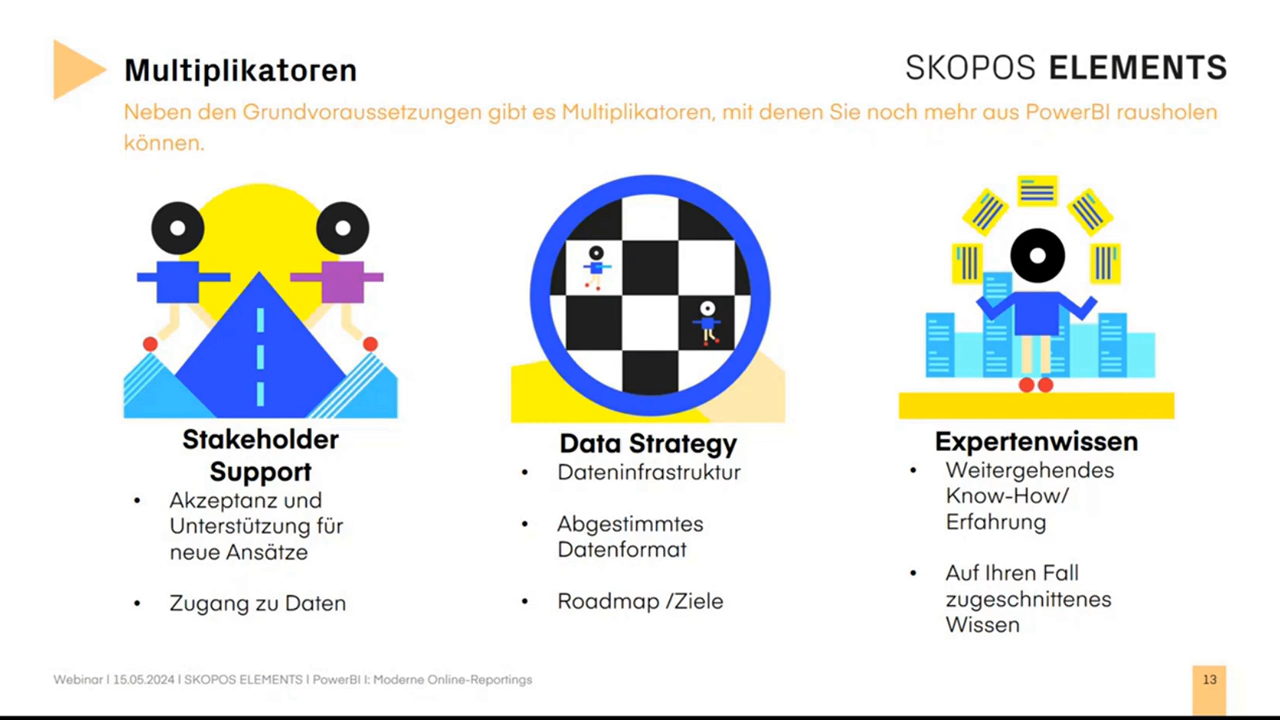 Multiplikatoren
SKOPOS ELEMENTS
Neben den Grundvoraussetzungen gibt es Multiplikatoren, mit denen Sie noch mehr aus PowerBI rausholen
können.
Stakeholder
Support
• Akzeptanz und
Unterstützung für
neue Ansätze
• Zugang zu Daten
Data Strategy
• Dateninfrastruktur
• Abgestimmtes
Datenformat
• Roadmap /Ziele
Expertenwissen
• Weitergehendes
Know-How/
Erfahrung
• Auf Ihren Fall
zugeschnittenes
Wissen
Webinar I 15.05.2024 I SKOPOS ELEMENTS I PowerBI I: Moderne Online-Reportings
13